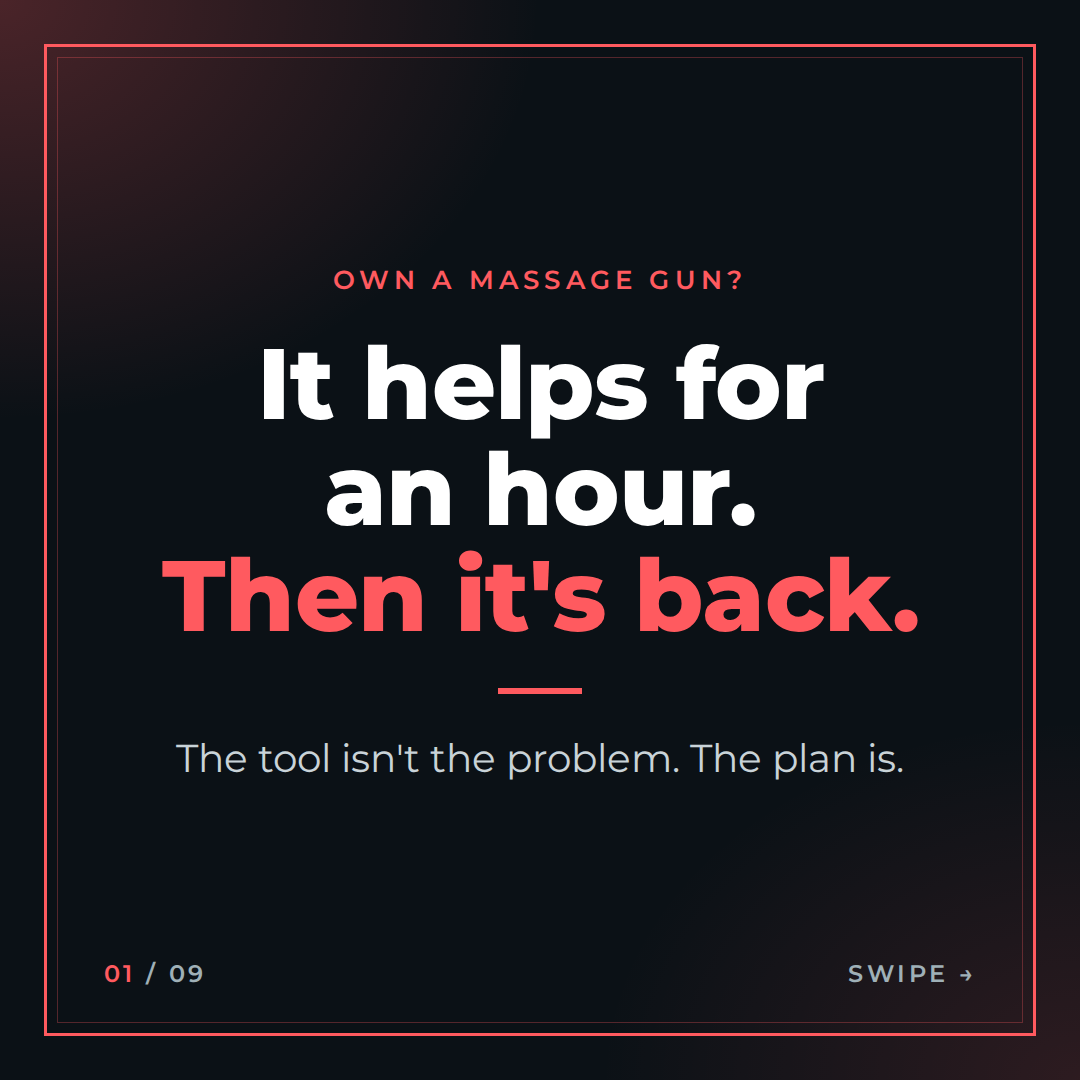 OWN A MASSAGE GUN?
It helps for
an hour.
Then it's back.
The tool isn't the problem. The plan is.
01 / 09
SWIPE →